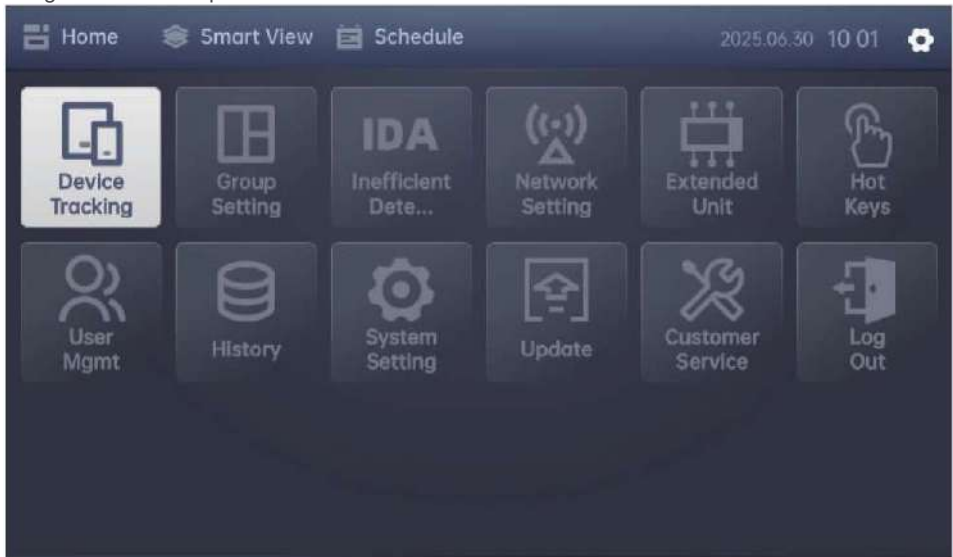 Home Smart View Schedule 2025.06.30 10 01
Device
Tracking
Group
Setting
IDA
Inefficient
Dete...
Network
Setting
Extended
Unit
Hot
Keys
User
Mgmt
History
System
Setting
Update
Customer
Service
Log
Out